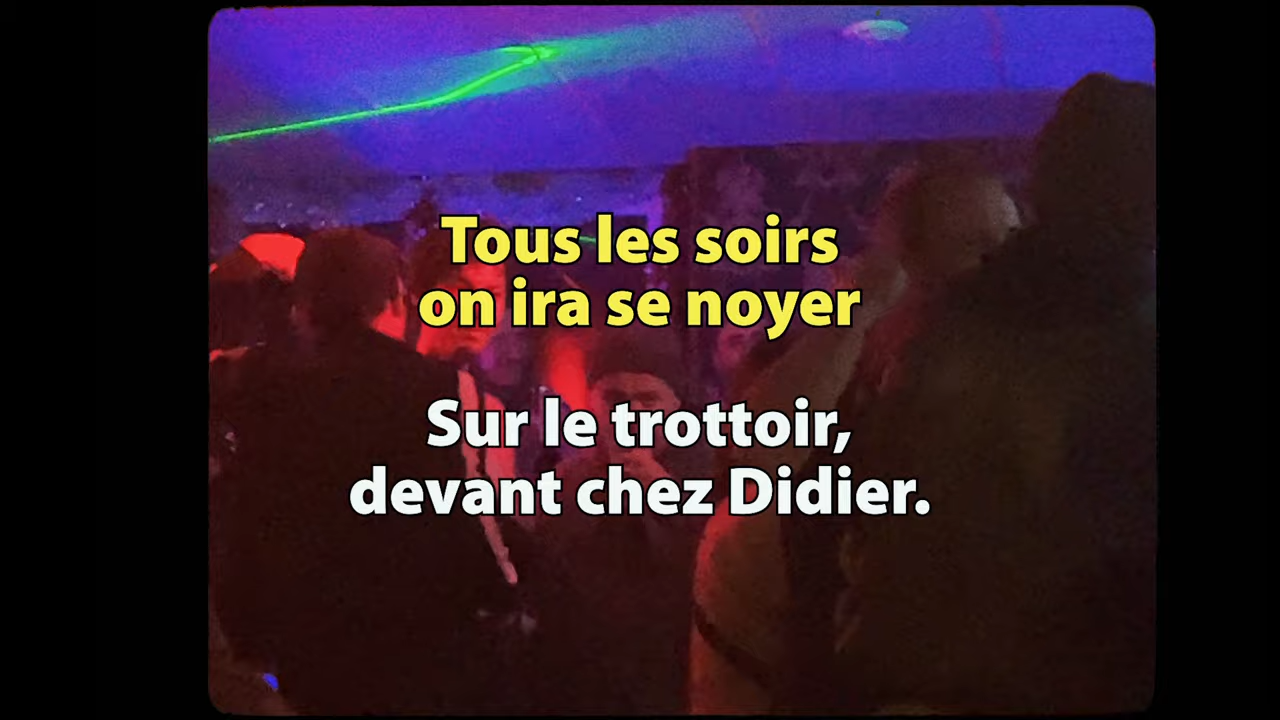 Tous les soirs
on ira se noyer
Sur le trottoir,
devant chez Didier.